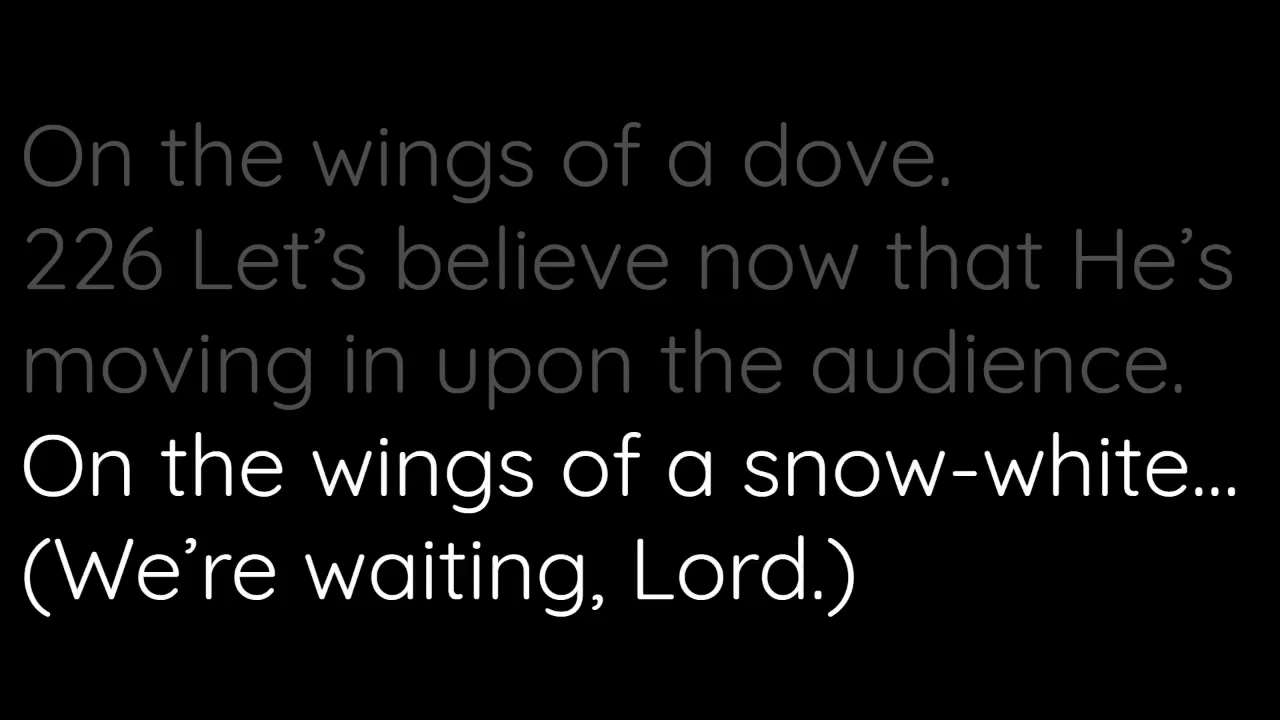 On the wings of a dove.
226 Let’s believe now that He’s
moving in upon the audience.
On the wings of a snow-white...
(We’re waiting, Lord.)